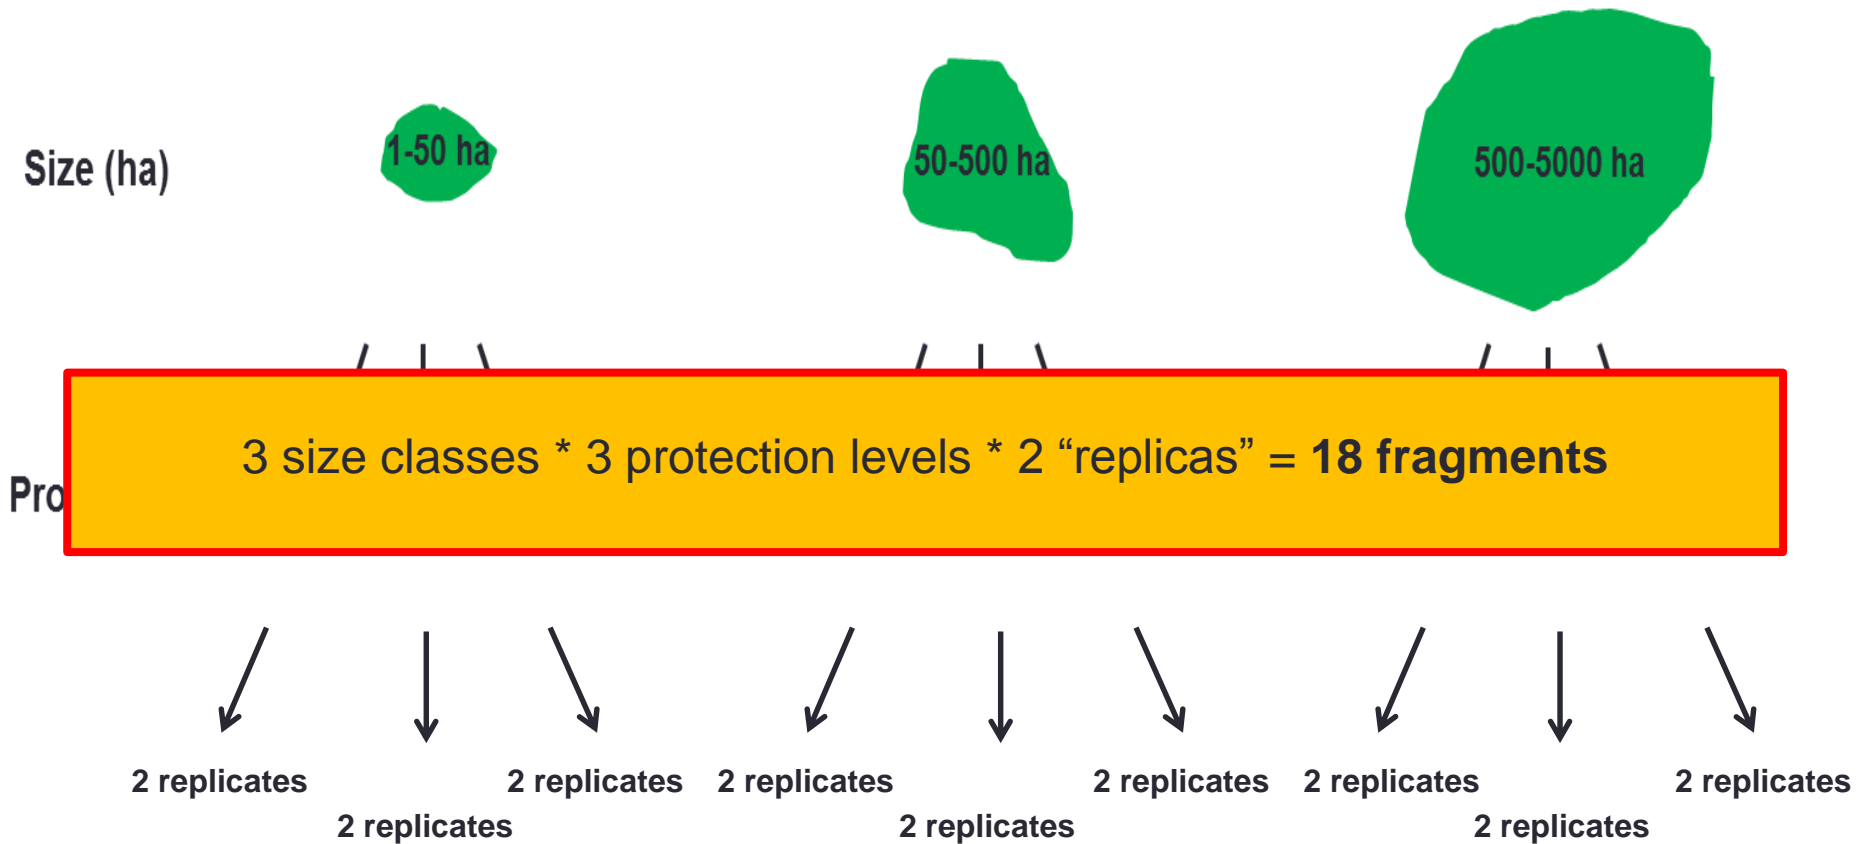 Size (ha)
1-50 ha
50-500 ha
500-5000 ha
3 size classes * 3 protection levels * 2 “replicas” = 18 fragments
Pro
2 replicates
2 replicates
2 replicates
2 replicates
2 replicates
2 replicates
2 replicates
2 replicates
2 replicates